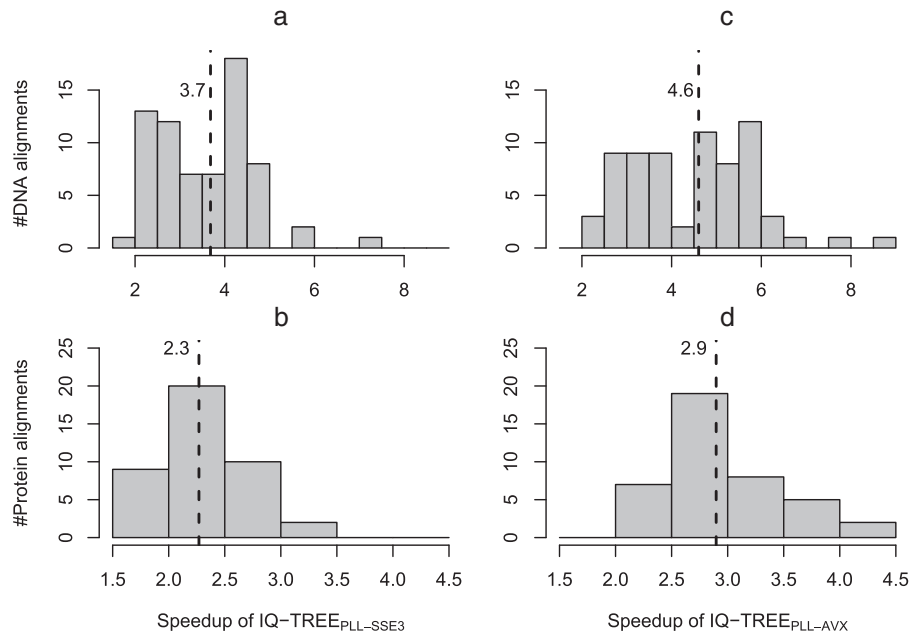 a
c
#DNA alignments
0 5 10 15
3.7
2 4 6 8
0 5 10 15
4.6
2 4 6 8
b
d
#Protein alignments
0 5 10 15 20 25
2.3
1.5 2.0 2.5 3.0 3.5 4.0 4.5
0 5 10 15 20 25
2.9
1.5 2.0 2.5 3.0 3.5 4.0 4.5
Speedup of IQ−TREEPLL−SSE3
Speedup of IQ−TREEPLL−AVX